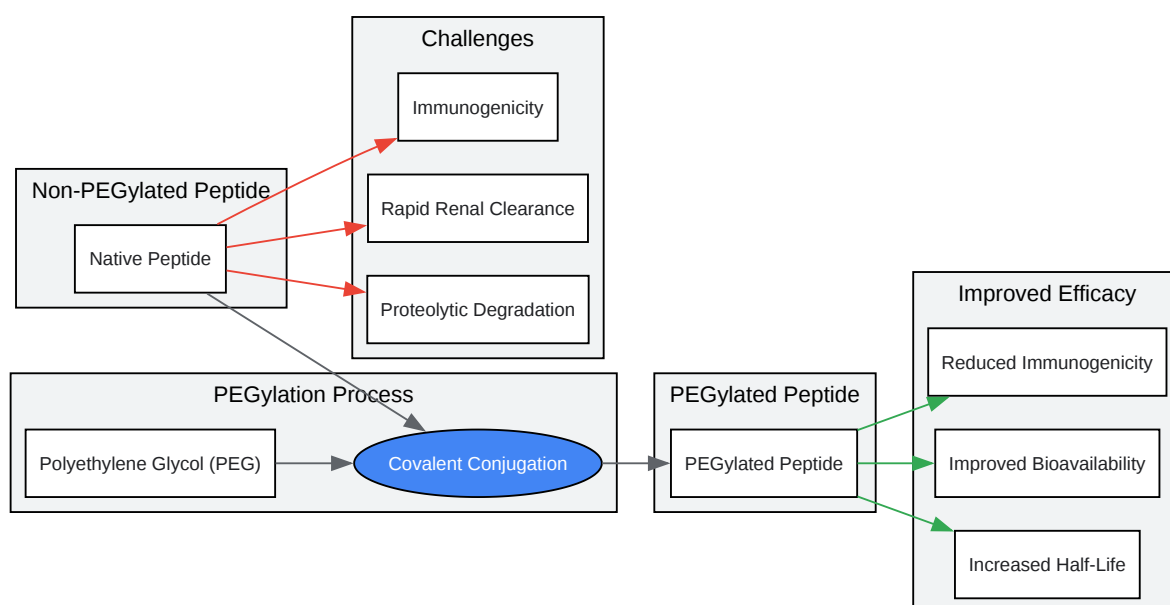 Challenges
Immunogenicity
Rapid Renal Clearance
Proteolytic Degradation
Non-PEGylated Peptide
Native Peptide
PEGylation Process
Polyethylene Glycol (PEG)
Covalent Conjugation
PEGylated Peptide
PEGylated Peptide
Improved Efficacy
Reduced Immunogenicity
Improved Bioavailability
Increased Half-Life